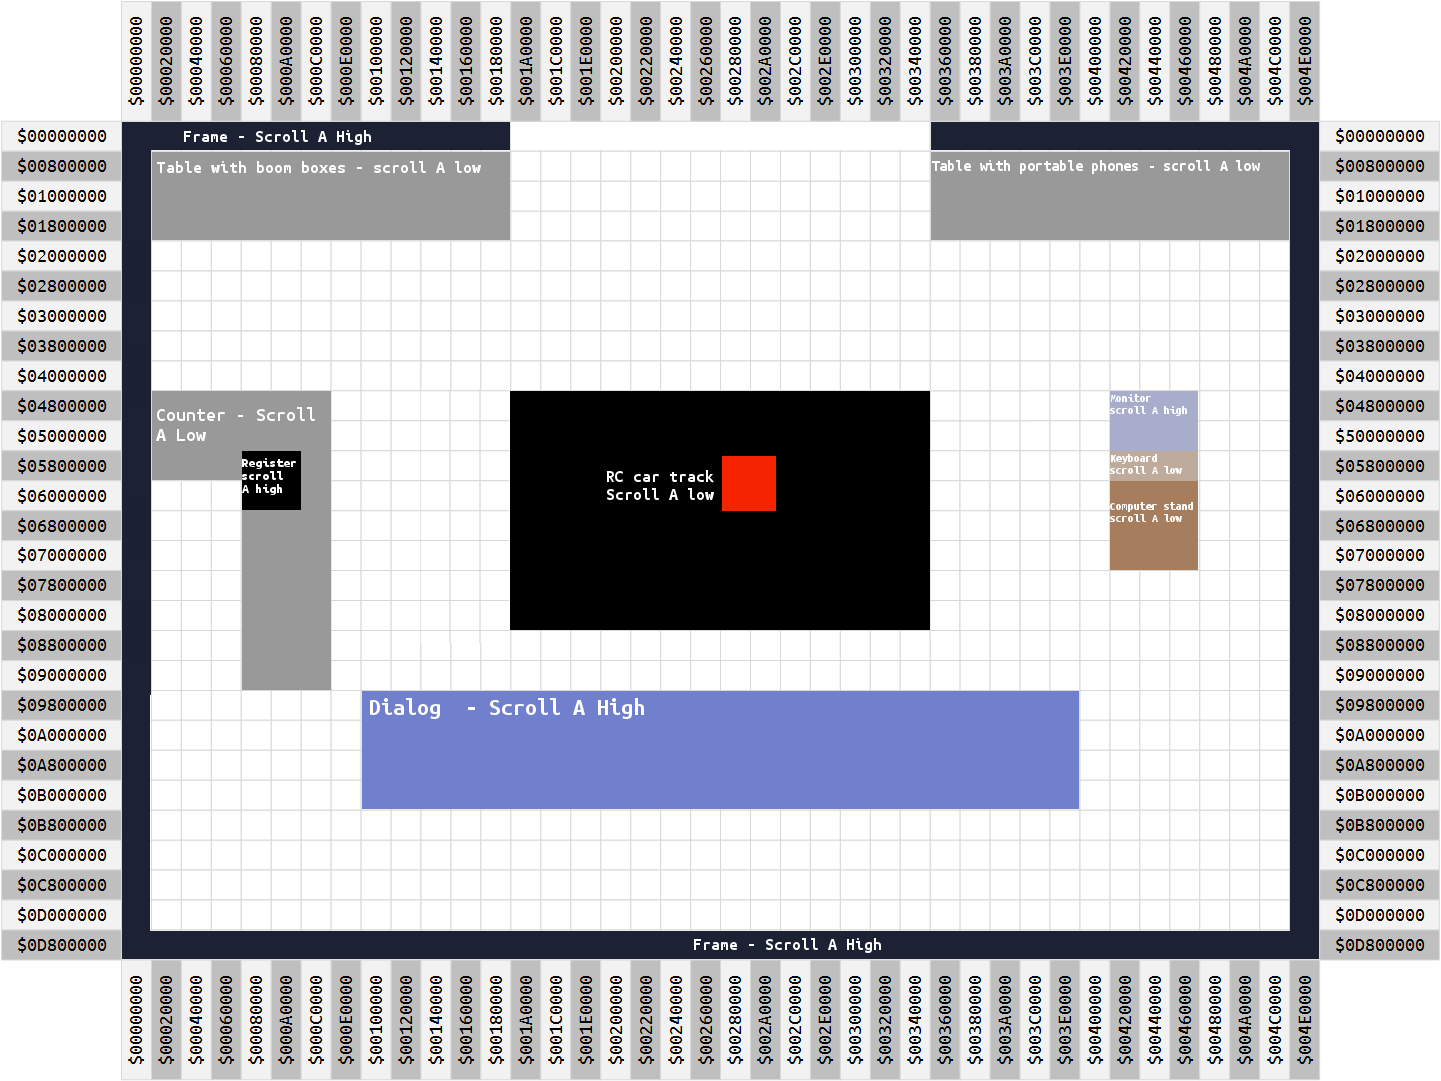 $00000000 $00020000 $00040000 $00060000 $00080000 $000A0000 $000C0000 $000E0000 $00100000 $00120000 $00140000 $00160000 $00180000 $001A0000 $001C0000 $001E0000 $00200000 $00220000 $00240000 $00260000 $00280000 $002A0000 $002C0000 $002E0000 $00300000 $00320000 $00340000 $00360000 $00380000 $003A0000 $003C0000 $003E0000 $00400000 $00420000 $00440000 $00460000 $00480000 $004A0000 $004C0000 $004E0000
$00000000 Frame - Scroll A High $00000000
$00800000 Table with boom boxes - scroll A low Table with portable phones - scroll A low $00800000
$01000000 $01000000
$01800000 $01800000
$02000000 $02000000
$02800000 $02800000
$03000000 $03000000
$03800000 $03800000
$04000000 $04000000
$04800000 Monitor $04800000
scroll A high
Counter - Scroll
$05000000 A Low $50000000
$05800000 Register Keyboard $05800000
scroll scroll A low
A high
RC car track
$06000000 Scroll A low $06000000
Computer stand
$06800000 scroll A low $06800000
$07000000 $07000000
$07800000 $07800000
$08000000 $08000000
$08800000 $08800000
$09000000 $09000000
$09800000 Dialog  - Scroll A High $09800000
$0A000000 $0A000000
$0A800000 $0A800000
$0B000000 $0B000000
$0B800000 $0B800000
$0C000000 $0C000000
$0C800000 $0C800000
$0D000000 $0D000000
$0D800000 Frame - Scroll A High $0D800000
$00000000 $00020000 $00040000 $00060000 $00080000 $000A0000 $000C0000 $000E0000 $00100000 $00120000 $00140000 $00160000 $00180000 $001A0000 $001C0000 $001E0000 $00200000 $00220000 $00240000 $00260000 $00280000 $002A0000 $002C0000 $002E0000 $00300000 $00320000 $00340000 $00360000 $00380000 $003A0000 $003C0000 $003E0000 $00400000 $00420000 $00440000 $00460000 $00480000 $004A0000 $004C0000 $004E0000